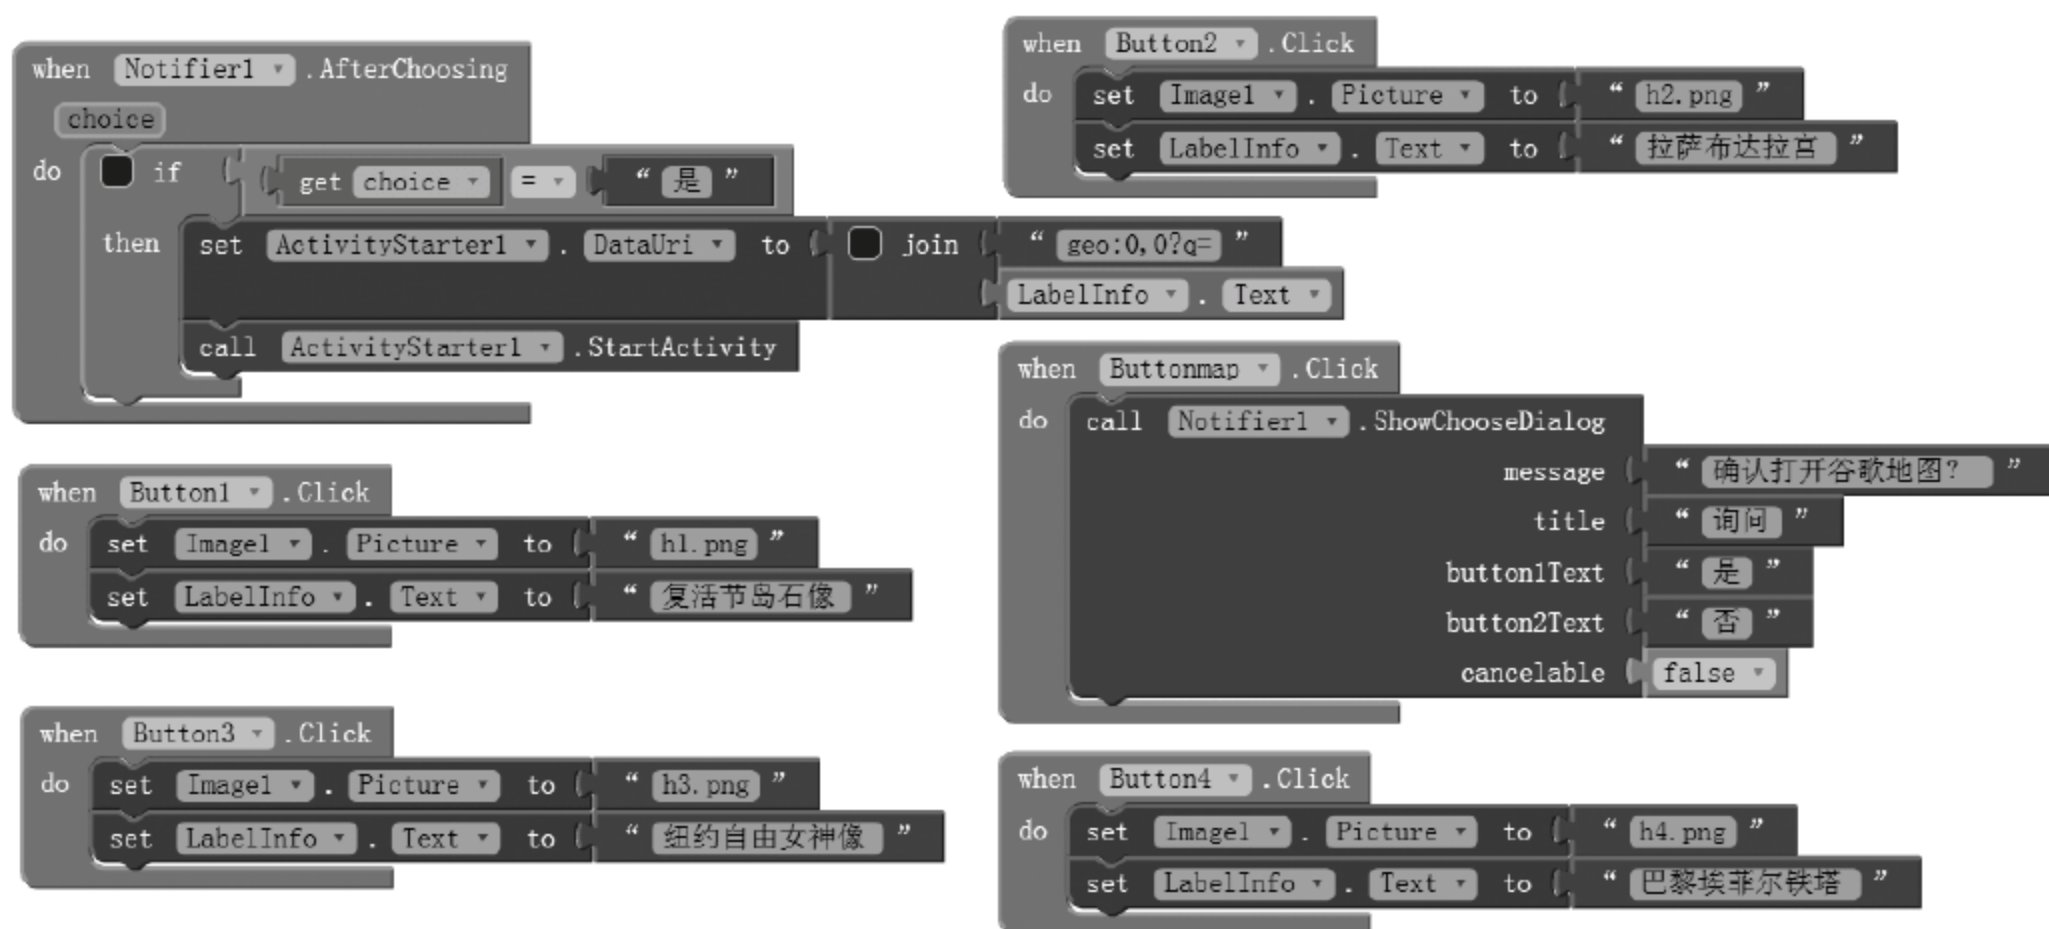 when Notifier1 .AfterChoosing
choice
do if get choice = “ 是 ”
then set ActivityStarter1 . DataUri to join “ geo:0,0?q= ”
LabelInfo . Text
call ActivityStarter1 .StartActivity
when Button1 .Click
do set Image1 . Picture to “ h1.png ”
set LabelInfo . Text to “ 复活节岛石像 ”
when Button3 .Click
do set Image1 . Picture to “ h3.png ”
set LabelInfo . Text to “ 纽约自由女神像 ”
when Button2 .Click
do set Image1 . Picture to “ h2.png ”
set LabelInfo . Text to “ 拉萨布达拉宫 ”
when Buttonmap .Click
do call Notifier1 .ShowChooseDialog
message “ 确认打开谷歌地图？ ”
title “ 询问 ”
button1Text “ 是 ”
button2Text “ 否 ”
cancelable false
when Button4 .Click
do set Image1 . Picture to “ h4.png ”
set LabelInfo . Text to “ 巴黎埃菲尔铁塔 ”